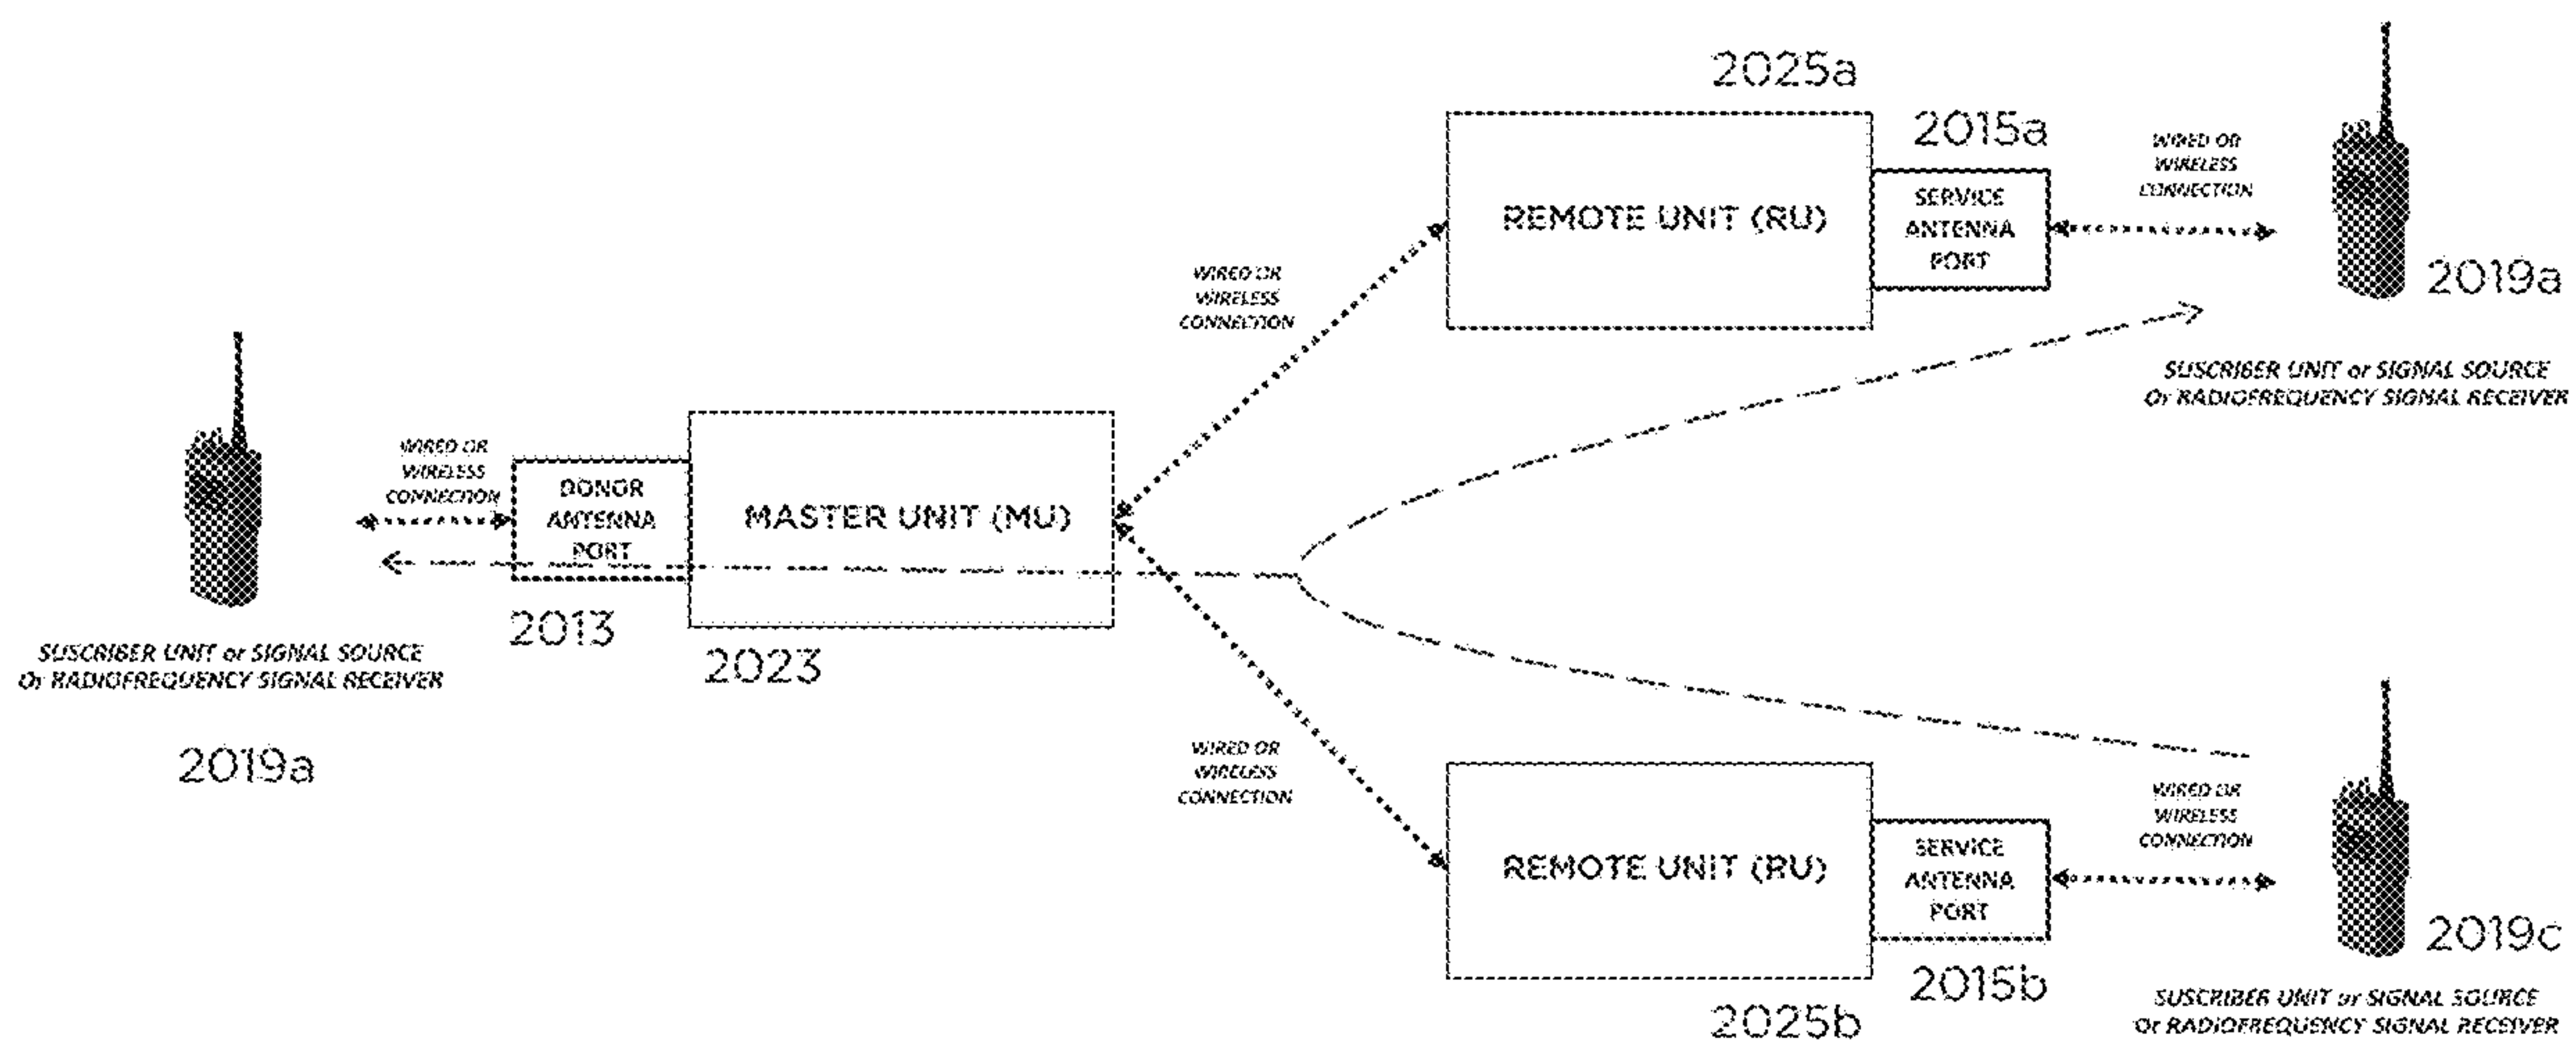 2025a
2015a
WIRED OR
WIRELESS
CONNECTION
REMOTE UNIT (RU)
SERVICE
ANTENNA
PORT
2019a
SUSCRIBER UNIT or SIGNAL SOURCE
Or RADIOFREQUENCY SIGNAL RECEIVER
WIRED OR
WIRELESS
CONNECTION
WIRED OR
WIRELESS
CONNECTION
DONOR
ANTENNA
PORT
MASTER UNIT (MU)
2013
2023
SUSCRIBER UNIT or SIGNAL SOURCE
Or RADIOFREQUENCY SIGNAL RECEIVER
2019a
WIRED OR
WIRELESS
CONNECTION
REMOTE UNIT (RU)
SERVICE
ANTENNA
PORT
WIRED OR
WIRELESS
CONNECTION
2019c
2015b
2025b
SUSCRIBER UNIT or SIGNAL SOURCE
Or RADIOFREQUENCY SIGNAL RECEIVER